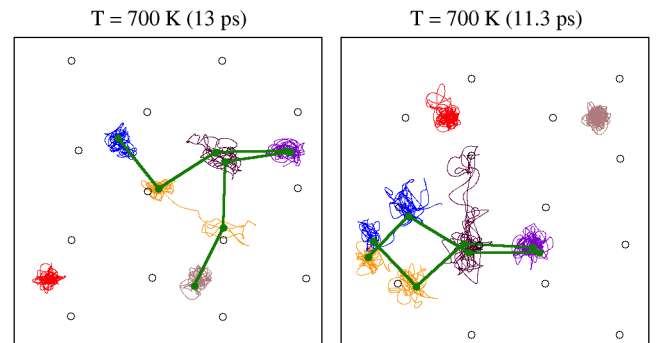 T = 700 K (13 ps)
T = 700 K (11.3 ps)